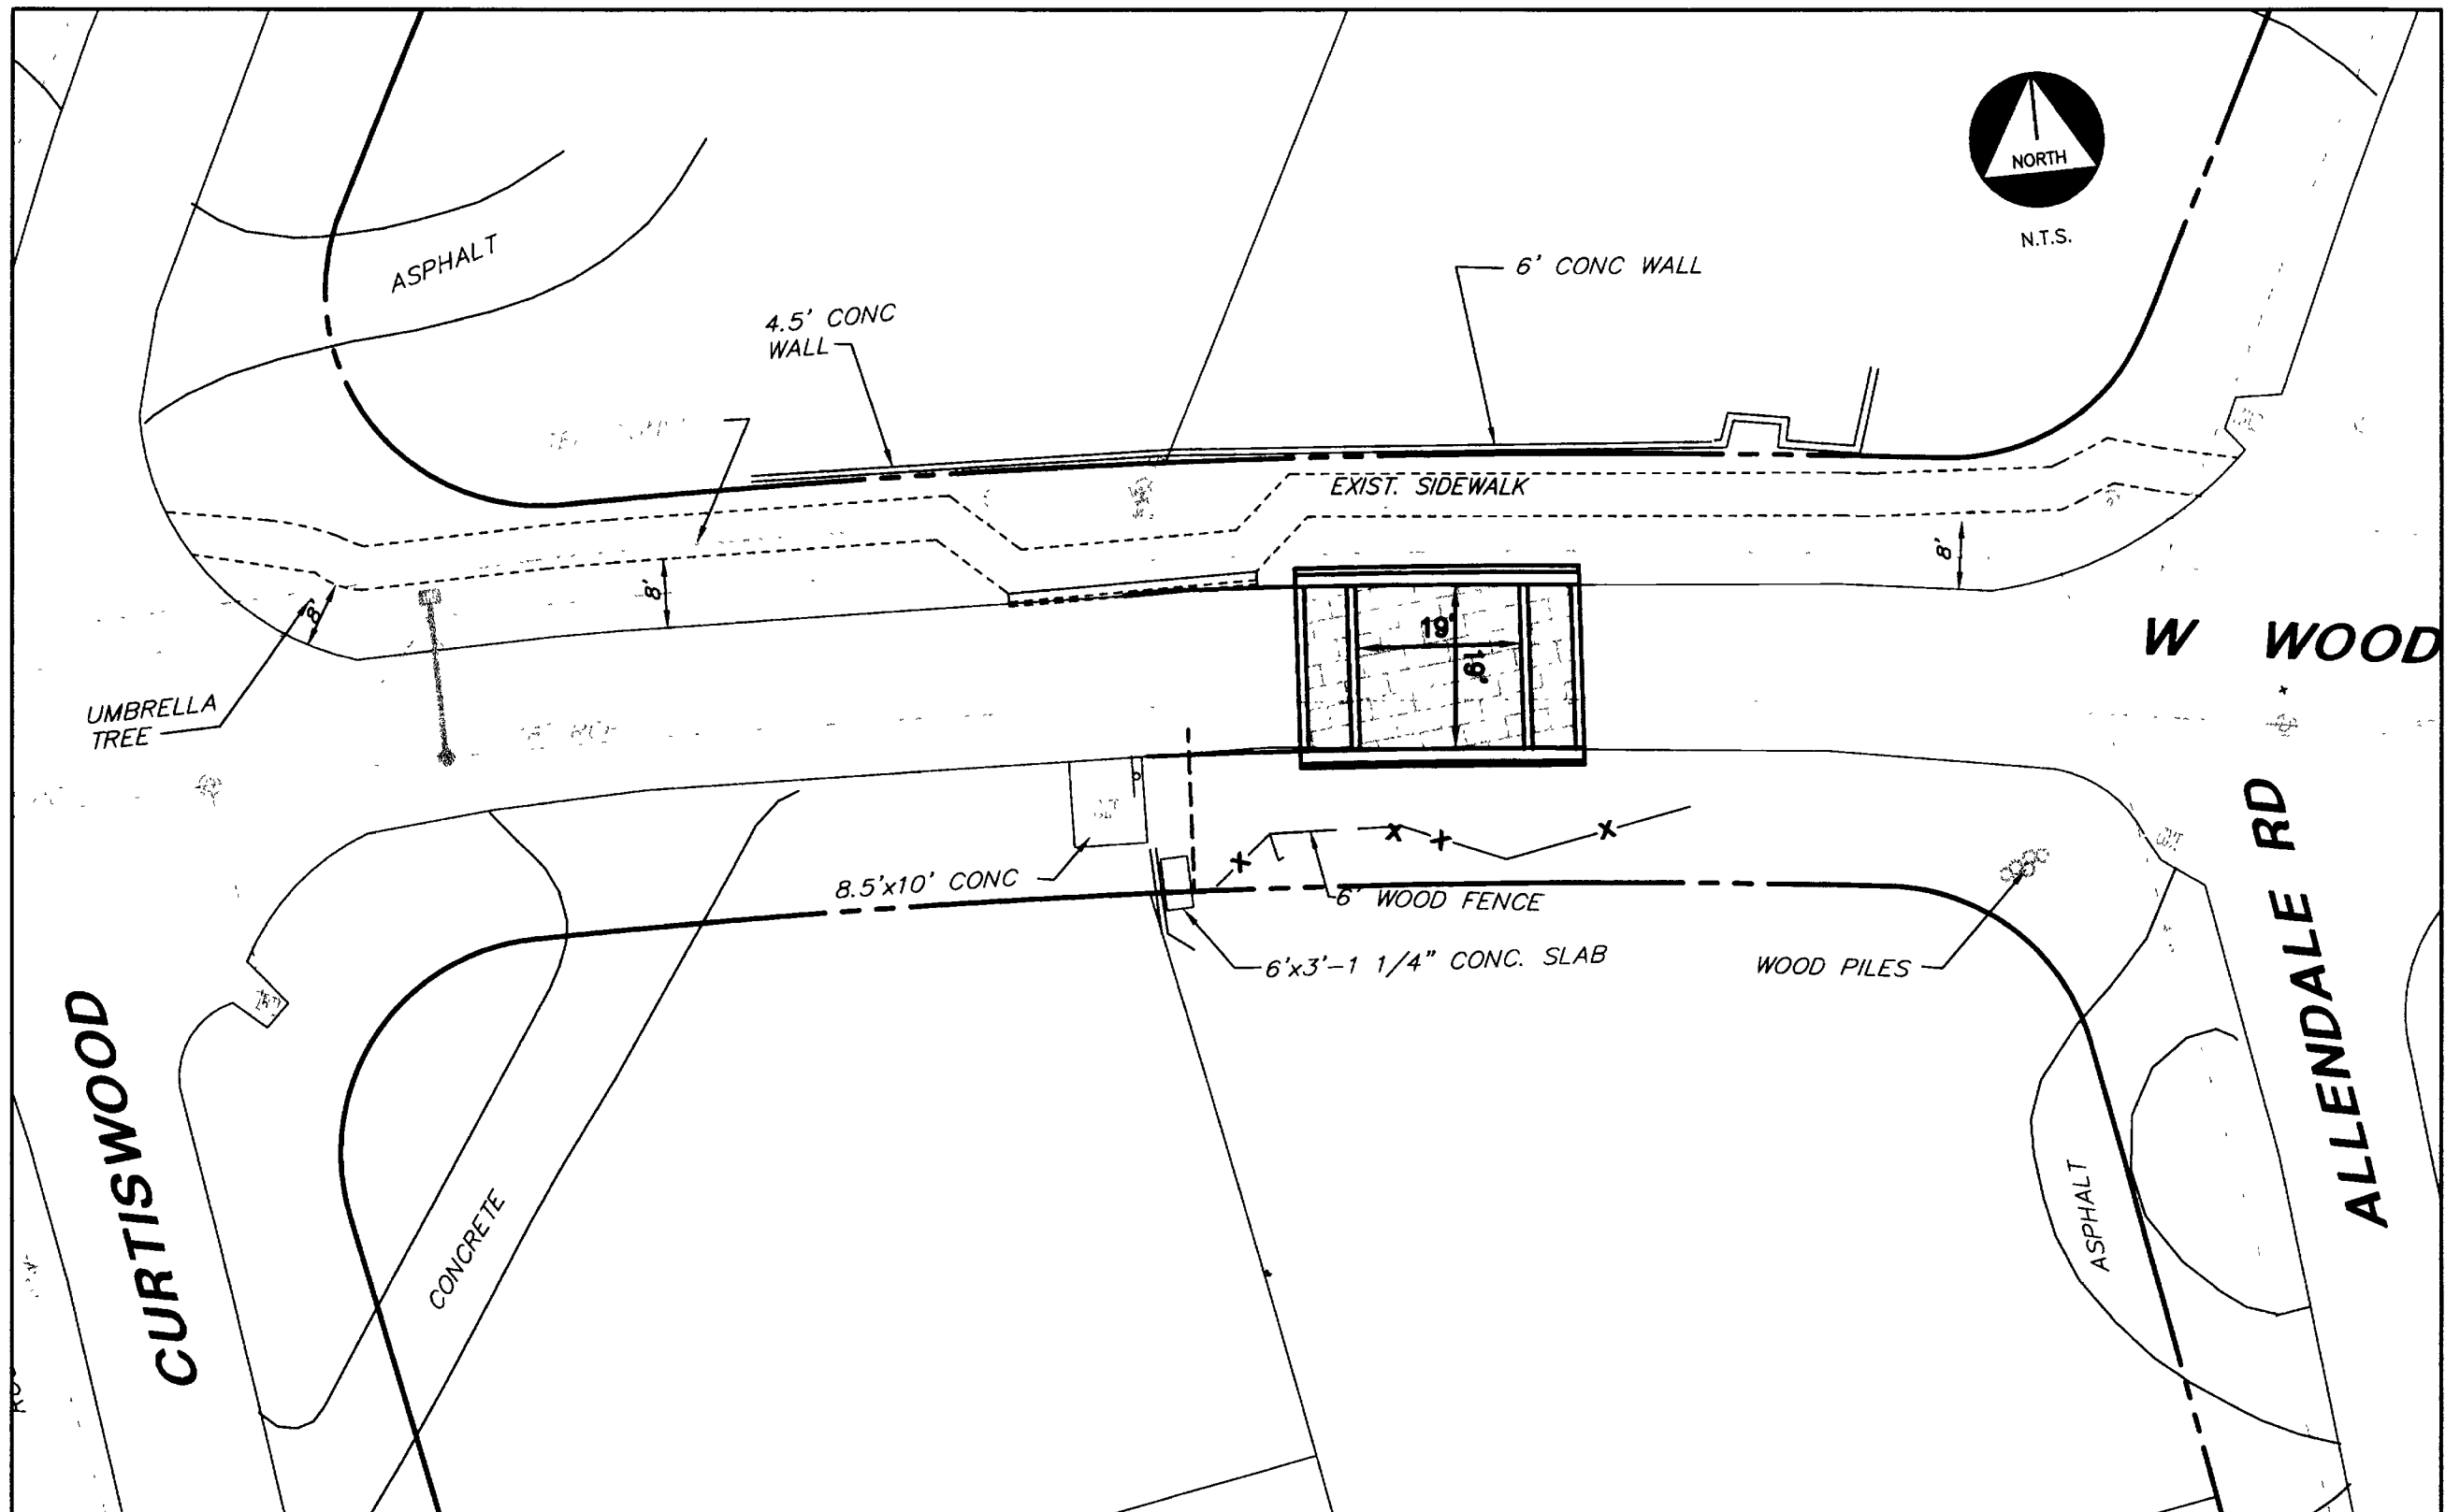 NORTH
N.T.S.
ASPHALT
4.5' CONC
WALL
6' CONC WALL
EXIST. SIDEWALK
8'
8'
8'
19'
19'
W WOOD
UMBRELLA
TREE
8.5'x10' CONC
6' WOOD FENCE
6'x3'-1 1/4" CONC. SLAB
WOOD PILES
ALLENDALE RD
CURTISWOOD
CONCRETE
ASPHALT